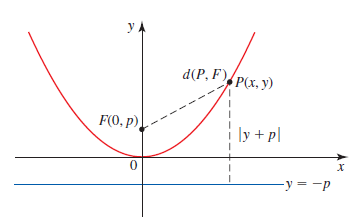 y
d(P, F)
P(x, y)
F(0, p)
|y + p|
0
x
y = −p